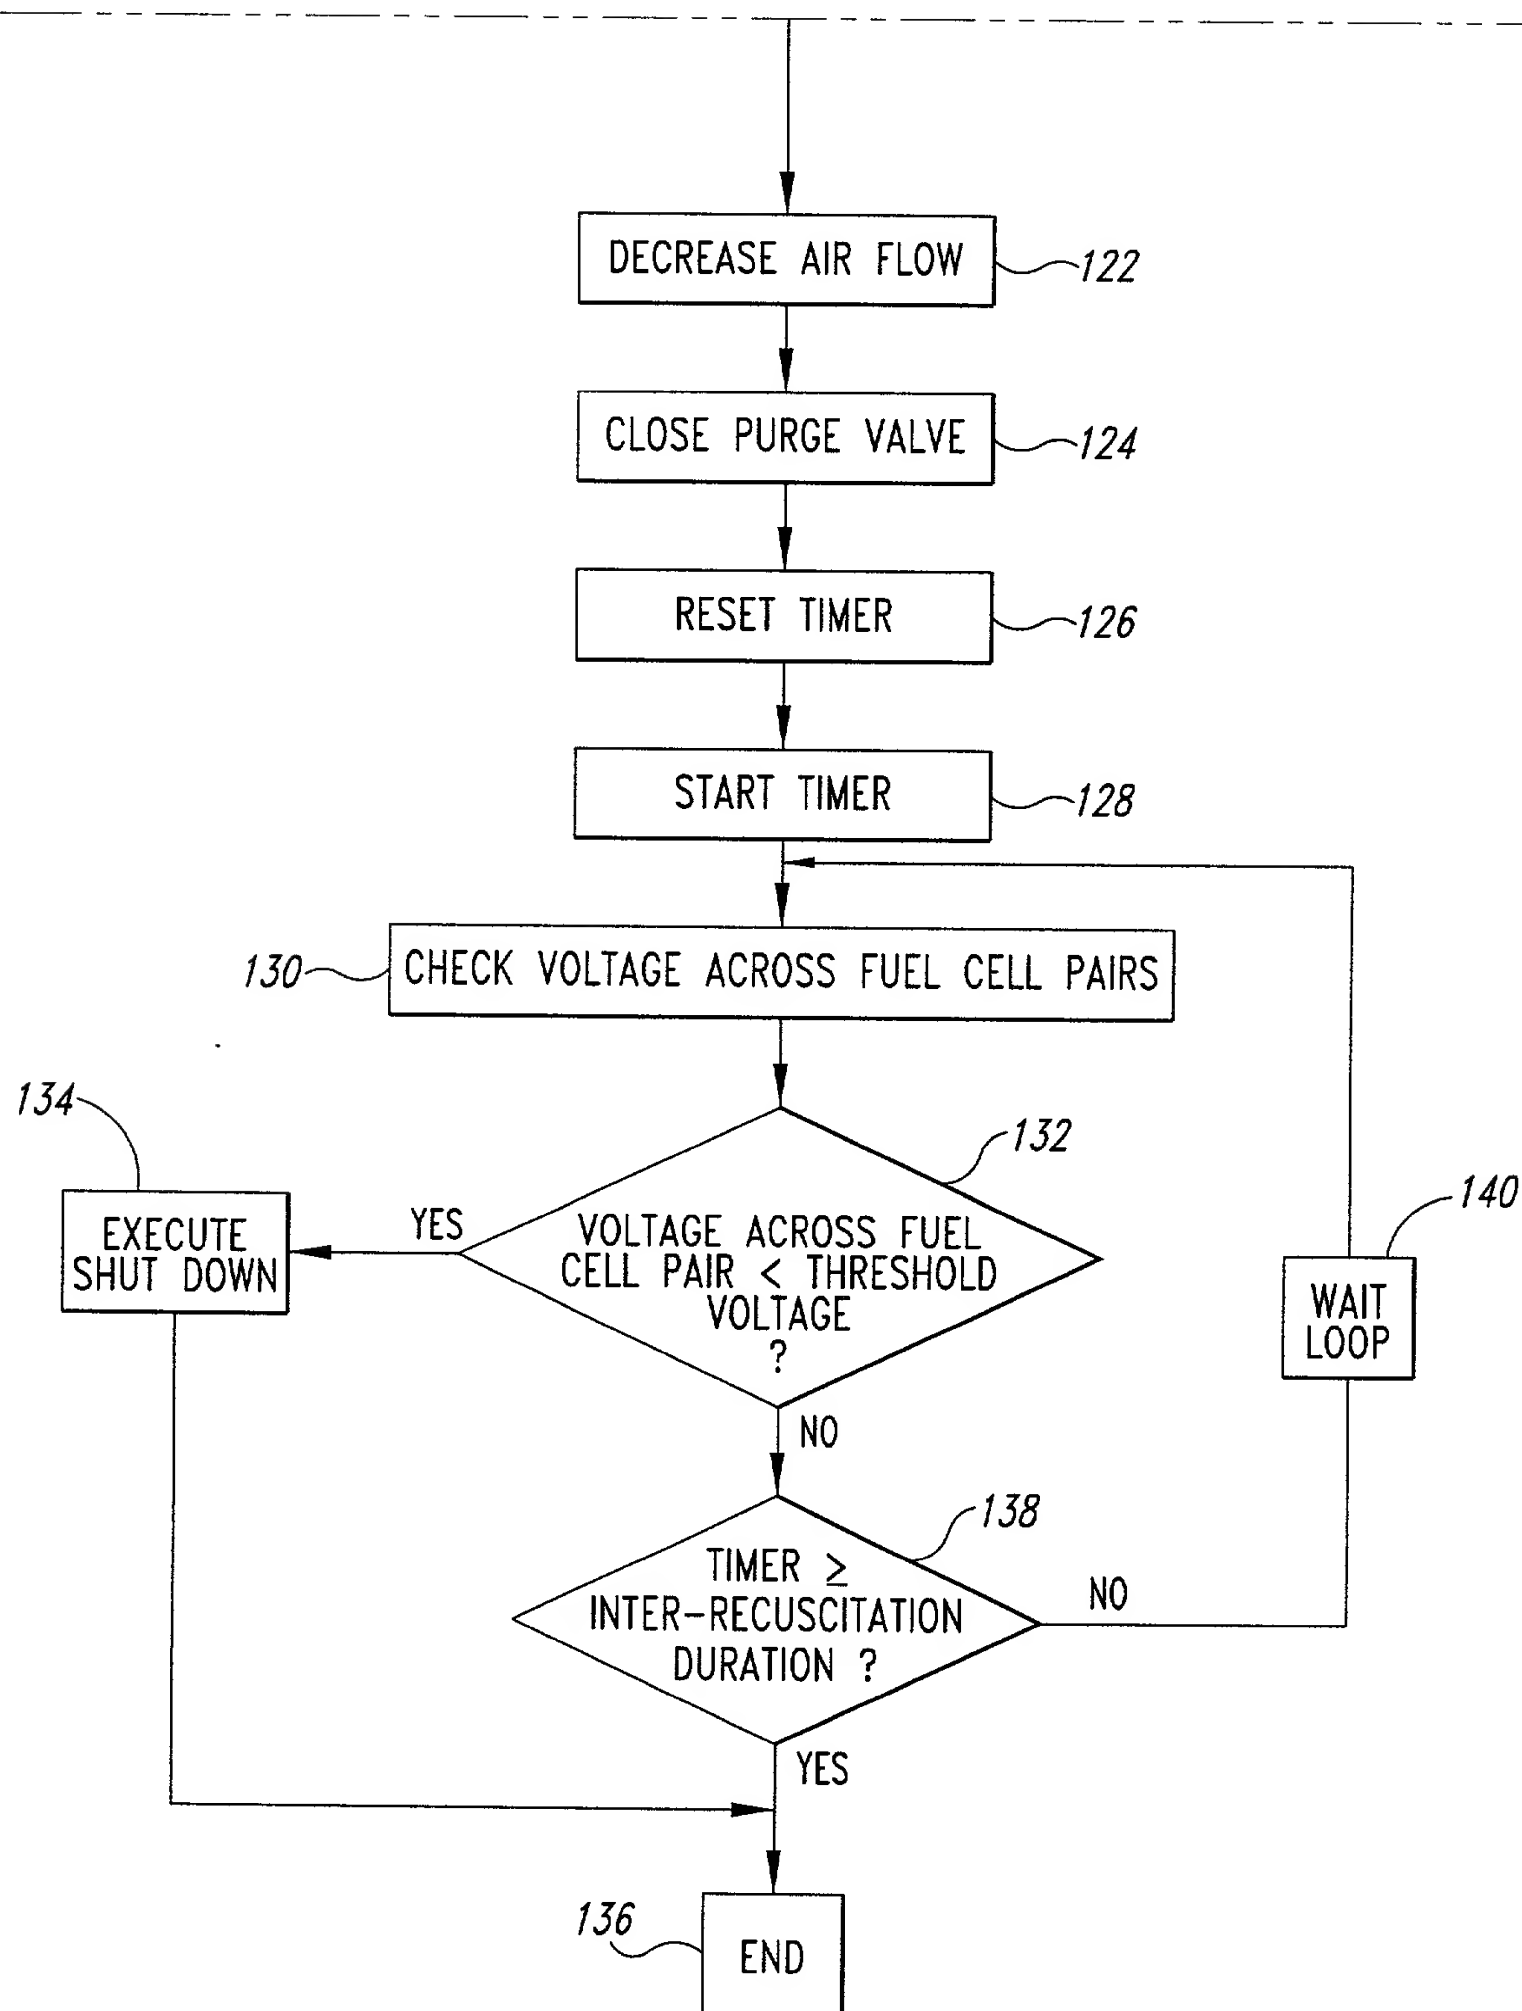 DECREASE AIR FLOW
122
CLOSE PURGE VALVE
124
RESET TIMER
126
START TIMER
128
130
CHECK VOLTAGE ACROSS FUEL CELL PAIRS
134
132
EXECUTE
SHUT DOWN
YES
VOLTAGE ACROSS FUEL
CELL PAIR < THRESHOLD
VOLTAGE
?
140
WAIT
LOOP
NO
138
TIMER ≥
INTER-RECUSCITATION
DURATION ?
NO
YES
136
END